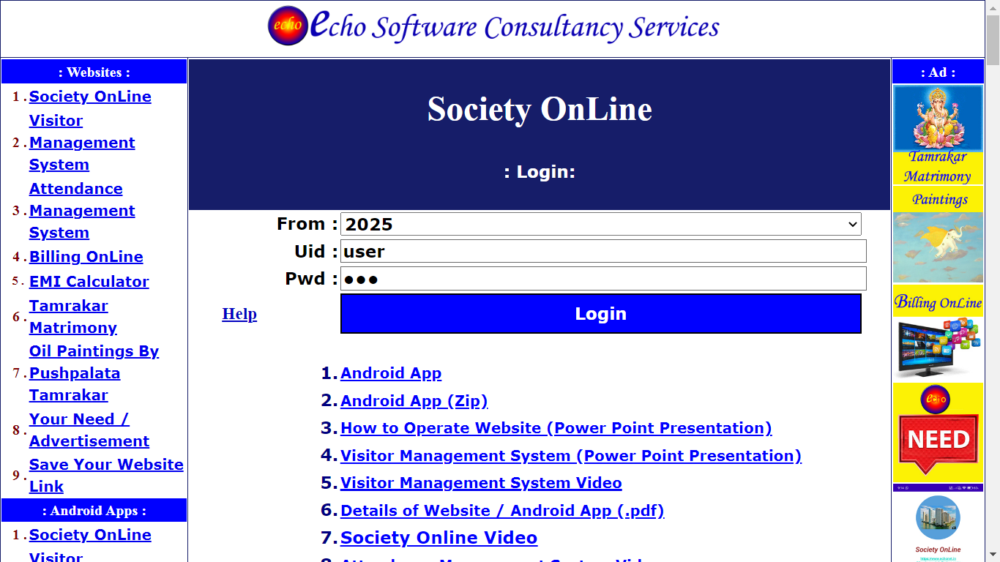 echo Echo Software Consultancy Services
: Websites :
1 . Society OnLine
Visitor
2 . Management
System
Attendance
3 . Management
System
4 . Billing OnLine
5 . EMI Calculator
6 . Tamrakar
Matrimony
Oil Paintings By
7 . Pushpalata
Tamrakar
8 . Your Need /
Advertisement
9 . Save Your Website
Link
: Android Apps :
1 . Society OnLine
Visitor
Society OnLine
: Login:
From : 2025
Uid : user
Pwd : ●●●
Help Login
1. Android App
2. Android App (Zip)
3. How to Operate Website (Power Point Presentation)
4. Visitor Management System (Power Point Presentation)
5. Visitor Management System Video
6. Details of Website / Android App (.pdf)
7. Society Online Video
8. Attendance Management System Video
: Ad :
Tamrakar
Matrimony
Paintings
Billing OnLine
echo
NEED
Society OnLine